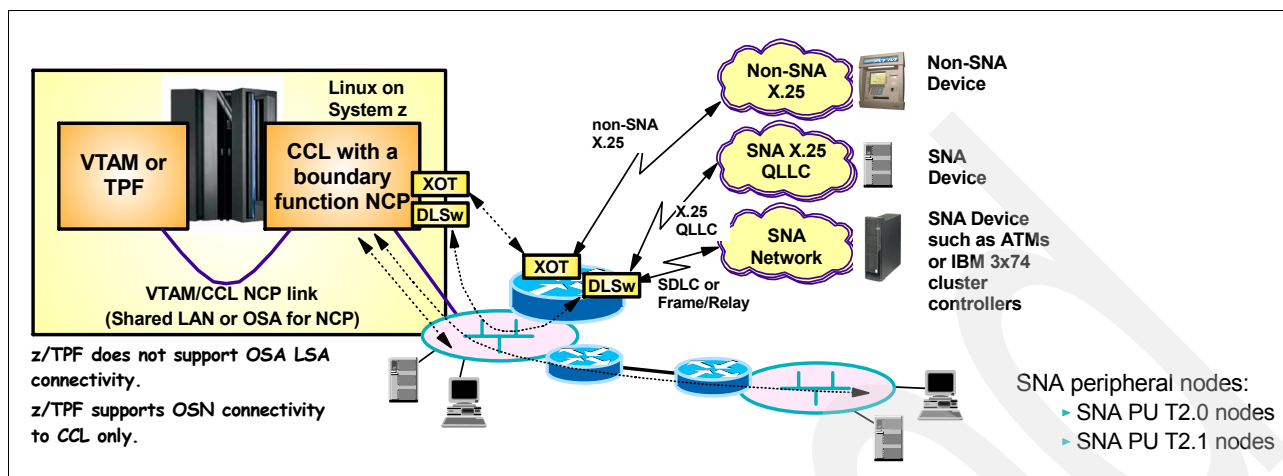 Linux on
System z
VTAM or
TPF
CCL with a
boundary
function NCP
XOT
DLSw
VTAM/CCL NCP link
(Shared LAN or OSA for NCP)
z/TPF does not support OSA LSA
connectivity.
z/TPF supports OSN connectivity
to CCL only.
non-SNA
X.25
XOT
DLSw
X.25
QLLC
SDLC or
Frame/Relay
Non-SNA
X.25
SNA X.25
QLLC
SNA
Network
Non-SNA
Device
SNA
Device
SNA Device
such as ATMs
or IBM 3x74
cluster
controllers
SNA peripheral nodes:
SNA PU T2.0 nodes
SNA PU T2.1 nodes